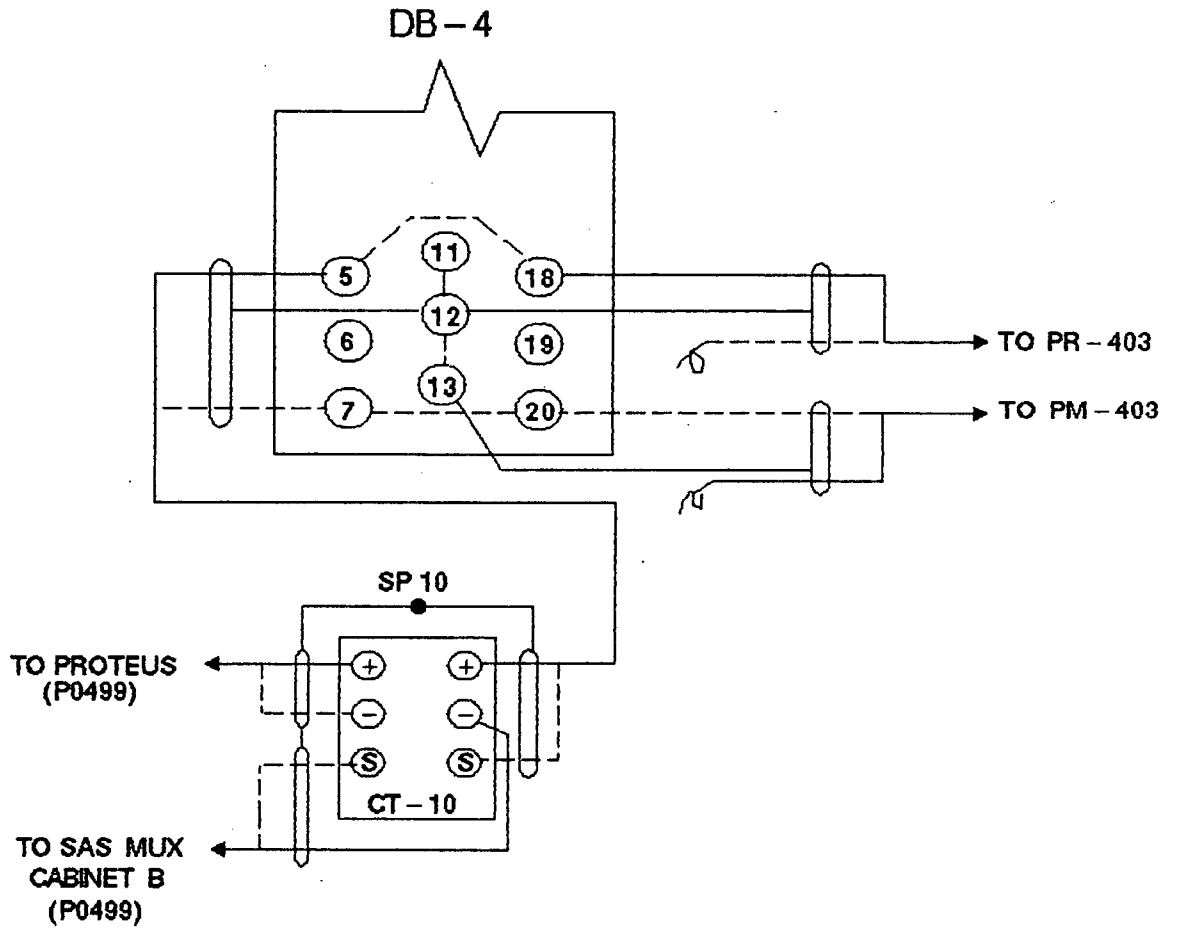 DB-4
11
5
18
12
6
19
13
7
20
TO PR-403
TO PM-403
SP 10
TO PROTEUS
(P0499)
+ +
- -
S S
CT-10
TO SAS MUX
CABINET B
(P0499)